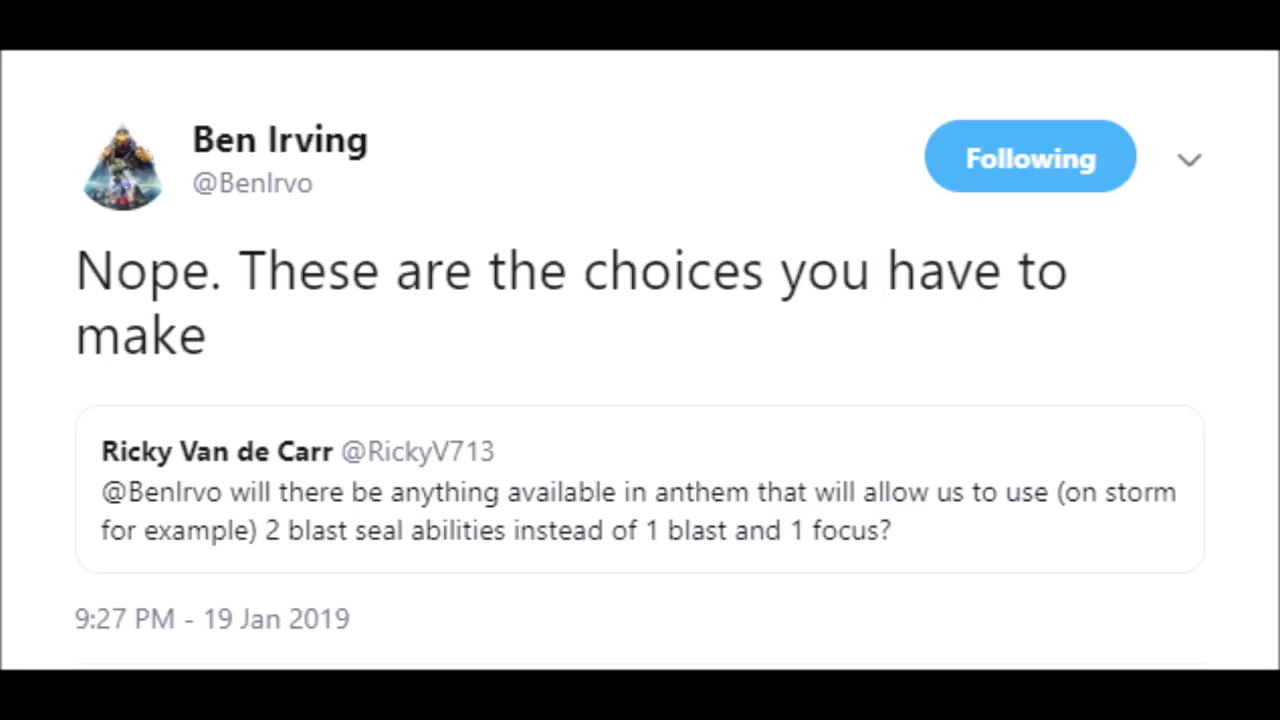 Ben Irving
@BenIrvo
Following
Nope. These are the choices you have to
make
Ricky Van de Carr @RickyV713
@BenIrvo will there be anything available in anthem that will allow us to use (on storm
for example) 2 blast seal abilities instead of 1 blast and 1 focus?
9:27 PM - 19 Jan 2019